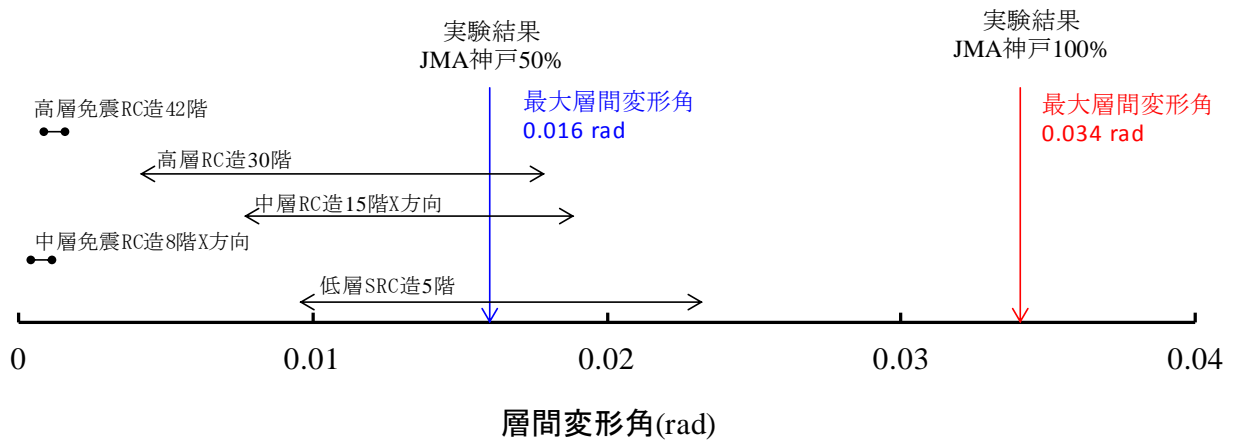 実験結果
JMA神戸50%
実験結果
JMA神戸100%
最大層間変形角
0.016 rad
最大層間変形角
0.034 rad
高層免震RC造42階
高層RC造30階
中層RC造15階X方向
中層免震RC造8階X方向
低層SRC造5階
0
0.01
0.02
0.03
0.04
層間変形角(rad)